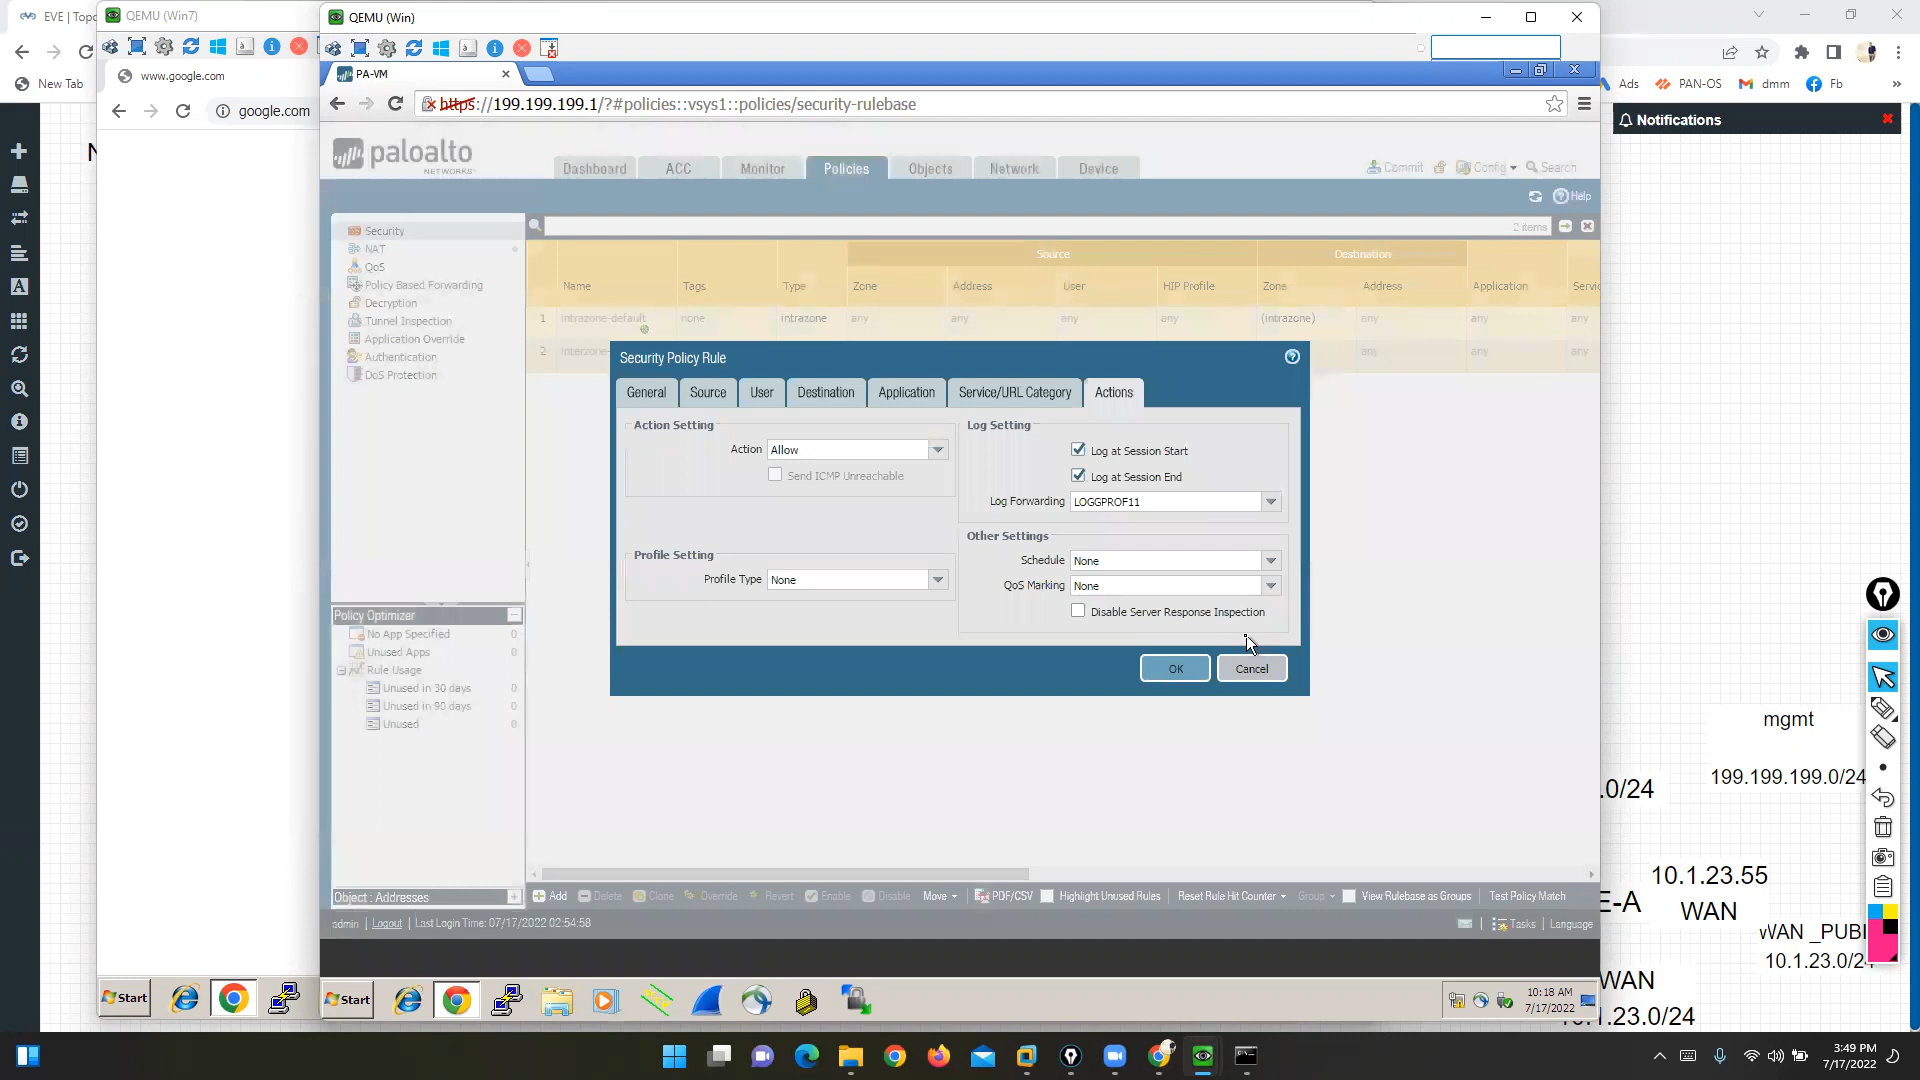 EVE | Topo
QEMU (Win7)
QEMU (Win)
www.google.com
PA-VM
New Tab
google.com
https://199.199.199.1/?#policies::vsys1::policies/security-rulebase
Ads
PAN-OS
dmm
Fb
»
Notifications
N
paloalto
NETWORKS
Dashboard
ACC
Monitor
Policies
Objects
Network
Device
Commit
Config
Search
Help
Security
NAT
QoS
Policy Based Forwarding
Decryption
Tunnel Inspection
Application Override
Authentication
DoS Protection
2 items
Source
Destination
Name
Tags
Type
Zone
Address
User
HIP Profile
Zone
Address
Application
Servic
1 intrazone-default none intrazone any any any any (intrazone) any any any
2 interzone- any any any
Security Policy Rule
General
Source
User
Destination
Application
Service/URL Category
Actions
Action Setting
Action Allow
Send ICMP Unreachable
Profile Setting
Profile Type None
Log Setting
Log at Session Start
Log at Session End
Log Forwarding LOGGPROF11
Other Settings
Schedule None
QoS Marking None
Disable Server Response Inspection
OK
Cancel
Policy Optimizer
No App Specified 0
Unused Apps 0
Rule Usage
Unused in 30 days 0
Unused in 90 days 0
Unused 0
Object : Addresses
Add
Delete
Clone
Override
Revert
Enable
Disable
Move
PDF/CSV
Highlight Unused Rules
Reset Rule Hit Counter
Group
View Rulebase as Groups
Test Policy Match
admin | Logout | Last Login Time: 07/17/2022 02:54:58
Tasks | Language
mgmt
199.199.199.0/24
.0/24
10.1.23.55
E-A
WAN
WAN _PUBI
10.1.23.0/24
WAN
10.1.23.0/24
Start
Start
10:18 AM
7/17/2022
3:49 PM
7/17/2022